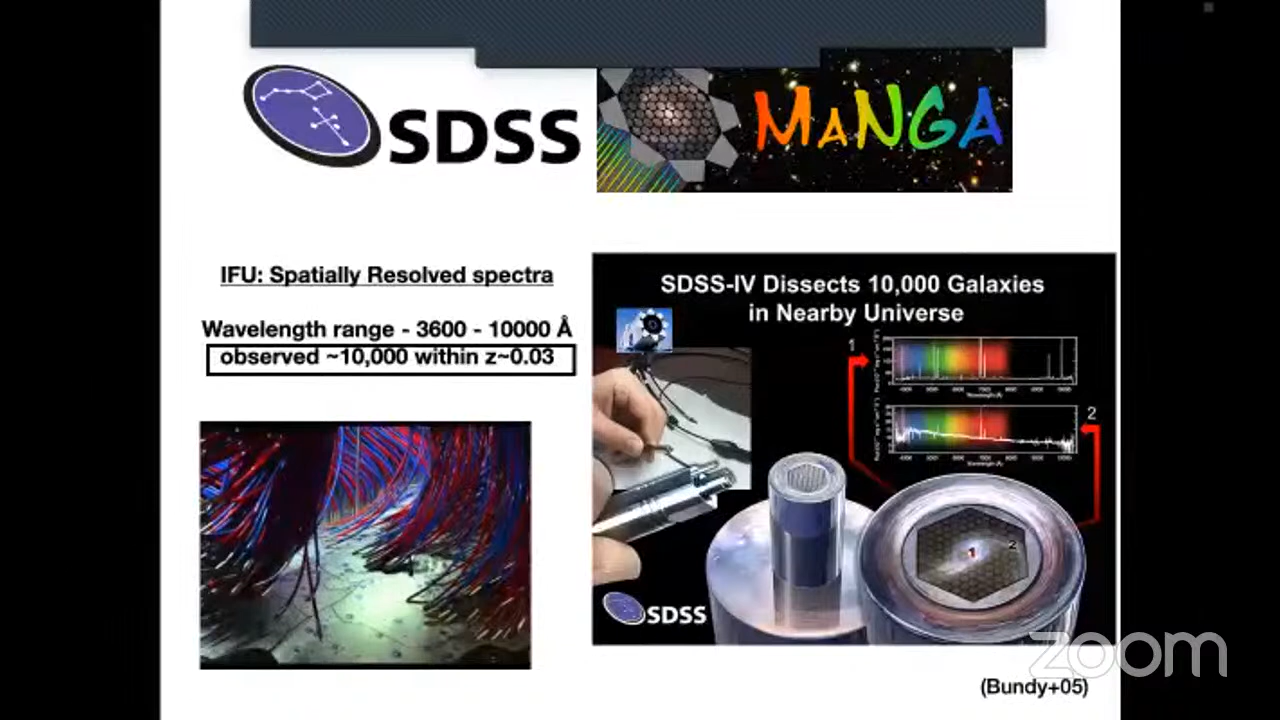 SDSS
MaNGA
IFU: Spatially Resolved spectra
Wavelength range - 3600 - 10000 Å
observed ~10,000 within z~0.03
SDSS-IV Dissects 10,000 Galaxies
in Nearby Universe
1
2
1
2
SDSS
zoom
(Bundy+05)